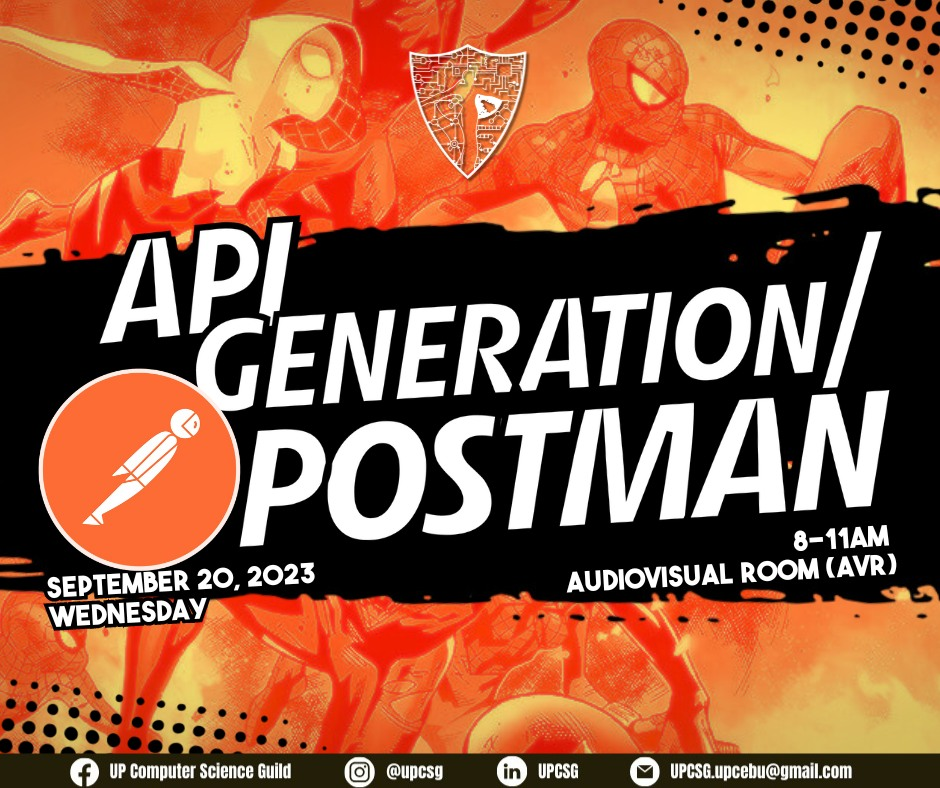 API
GENERATION/
POSTMAN
8-11AM
AUDIOVISUAL ROOM (AVR)
SEPTEMBER 20, 2023
WEDNESDAY
UP Computer Science Guild
@upcsg
UPCSG
UPCSG.upcebu@gmail.com